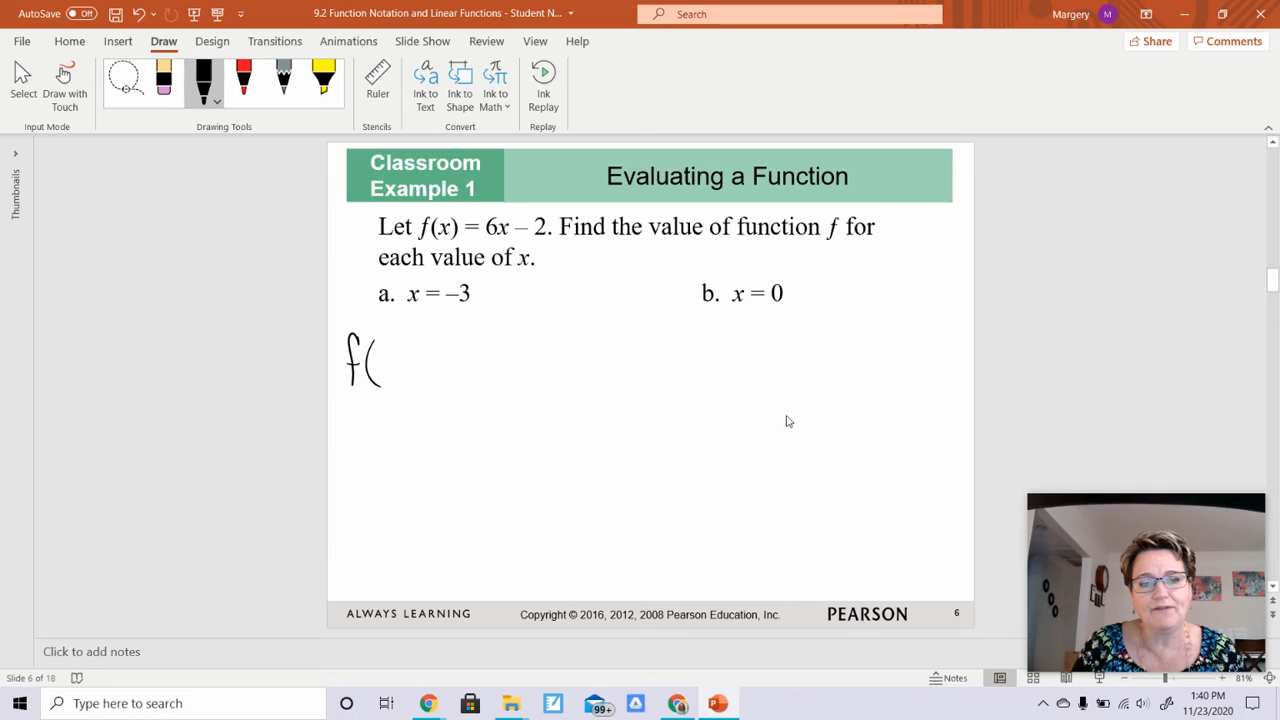 AutoSave Off 9.2 Function Notation and Linear Functions - Student N... Search Margery M
File Home Insert Draw Design Transitions Animations Slide Show Review View Help Share Comments
Select Draw with Touch Ruler Ink to Text Ink to Shape Ink to Math Ink Replay
Input Mode Drawing Tools Stencils Convert Replay
Thumbnails
Classroom Example 1
Evaluating a Function
Let f(x) = 6x – 2. Find the value of function f for
each value of x.
a. x = –3 b. x = 0
f(
ALWAYS LEARNING Copyright © 2016, 2012, 2008 Pearson Education, Inc. PEARSON 6
Click to add notes
Slide 6 of 18 Notes 81%
Type here to search 99+ 1:40 PM
11/23/2020